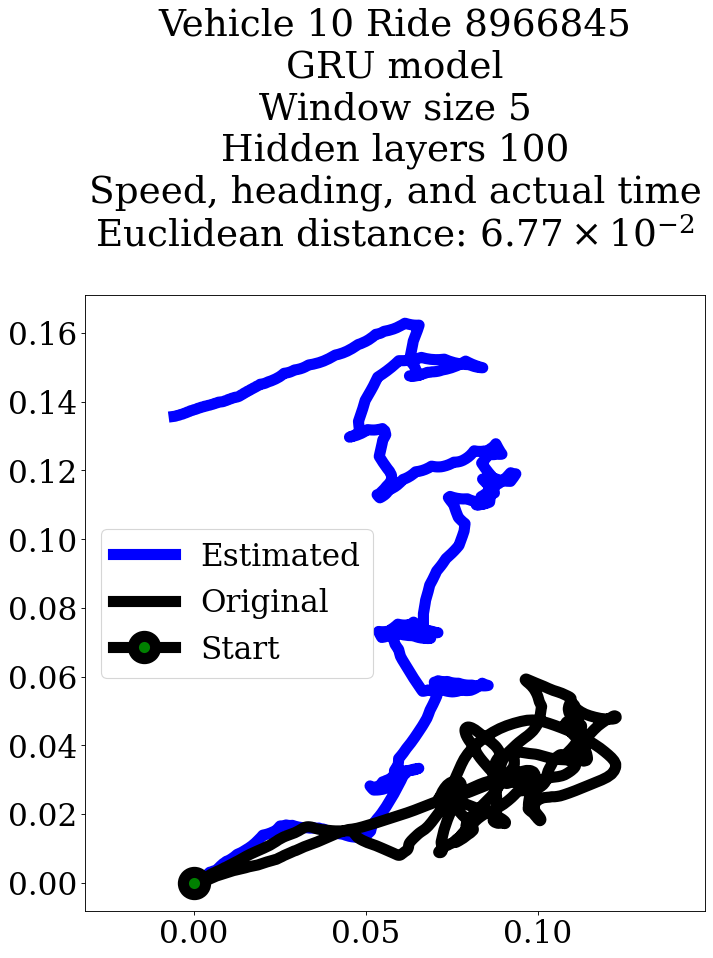 Vehicle 10 Ride 8966845
GRU model
Window size 5
Hidden layers 100
Speed, heading, and actual time
Euclidean distance: 6.77 × 10⁻²
0.16
0.14
0.12
0.10
0.08
0.06
0.04
0.02
0.00
Estimated
Original
Start
0.00 0.05 0.10